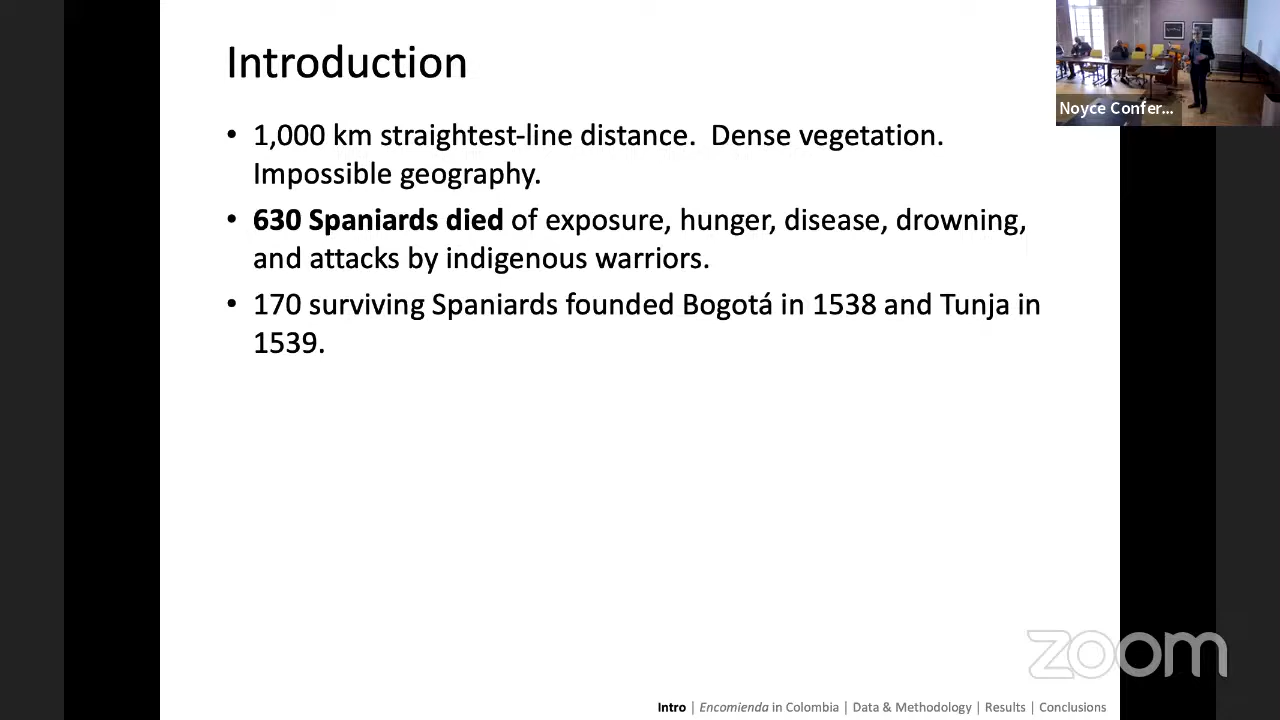 Introduction
• 1,000 km straightest-line distance.  Dense vegetation.
Impossible geography.
• 630 Spaniards died of exposure, hunger, disease, drowning,
and attacks by indigenous warriors.
• 170 surviving Spaniards founded Bogotá in 1538 and Tunja in
1539.
Noyce Confer...
zoom
Intro | Encomienda in Colombia | Data & Methodology | Results | Conclusions